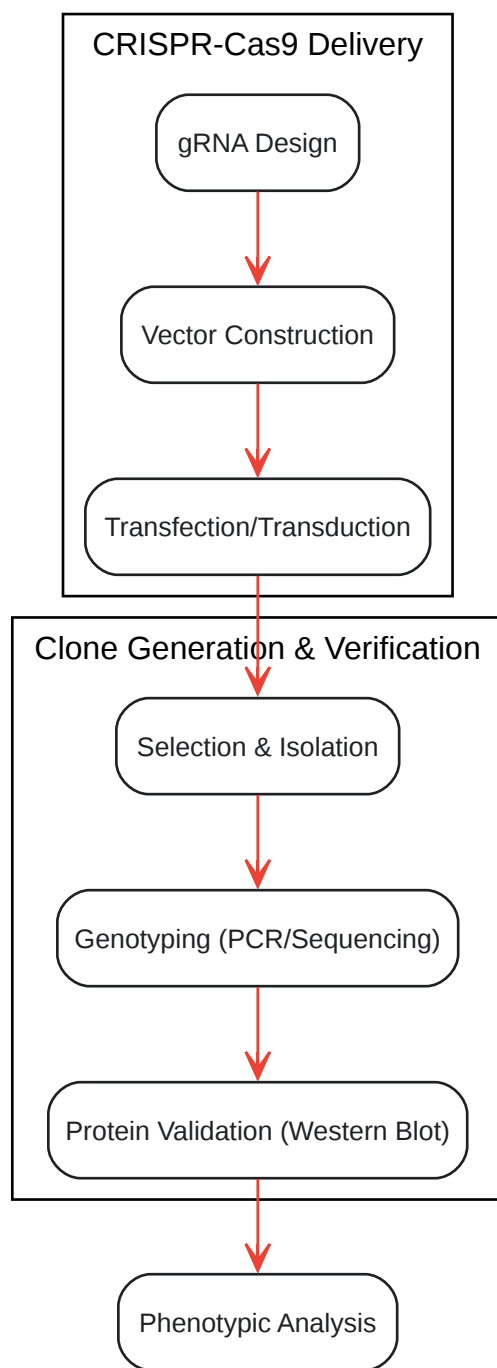 CRISPR-Cas9 Delivery
gRNA Design
Vector Construction
Transfection/Transduction
Clone Generation & Verification
Selection & Isolation
Genotyping (PCR/Sequencing)
Protein Validation (Western Blot)
Phenotypic Analysis